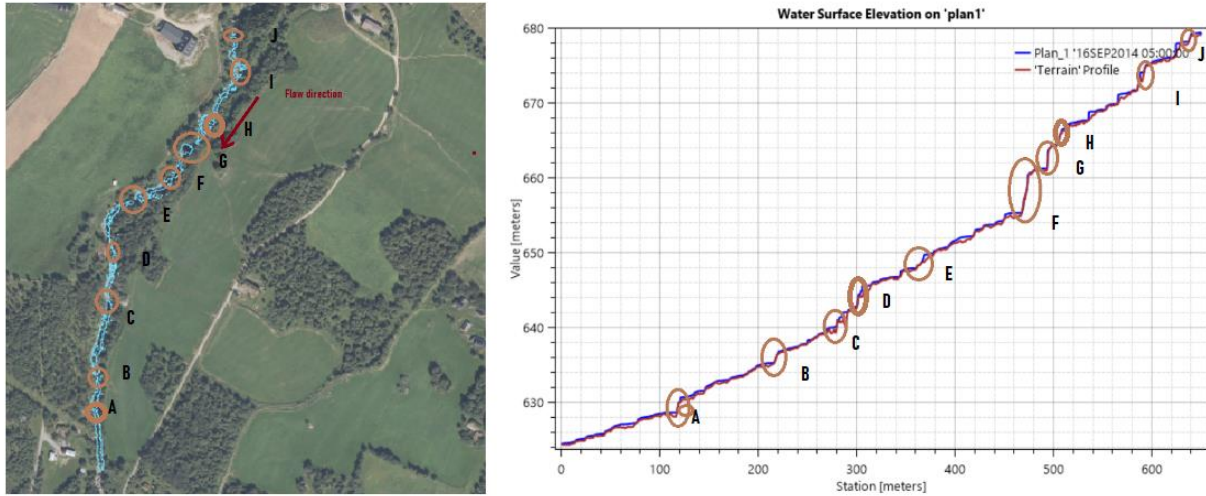 J
I
Flow direction
H
G
F
E
D
C
B
A
Water Surface Elevation on 'plan1'
Plan_1 '16SEP2014 05:00:00
'Terrain' Profile
Value [meters]
680
670
660
650
640
630
J
I
H
G
F
E
D
C
B
A
0
100
200
300
400
500
600
Station [meters]